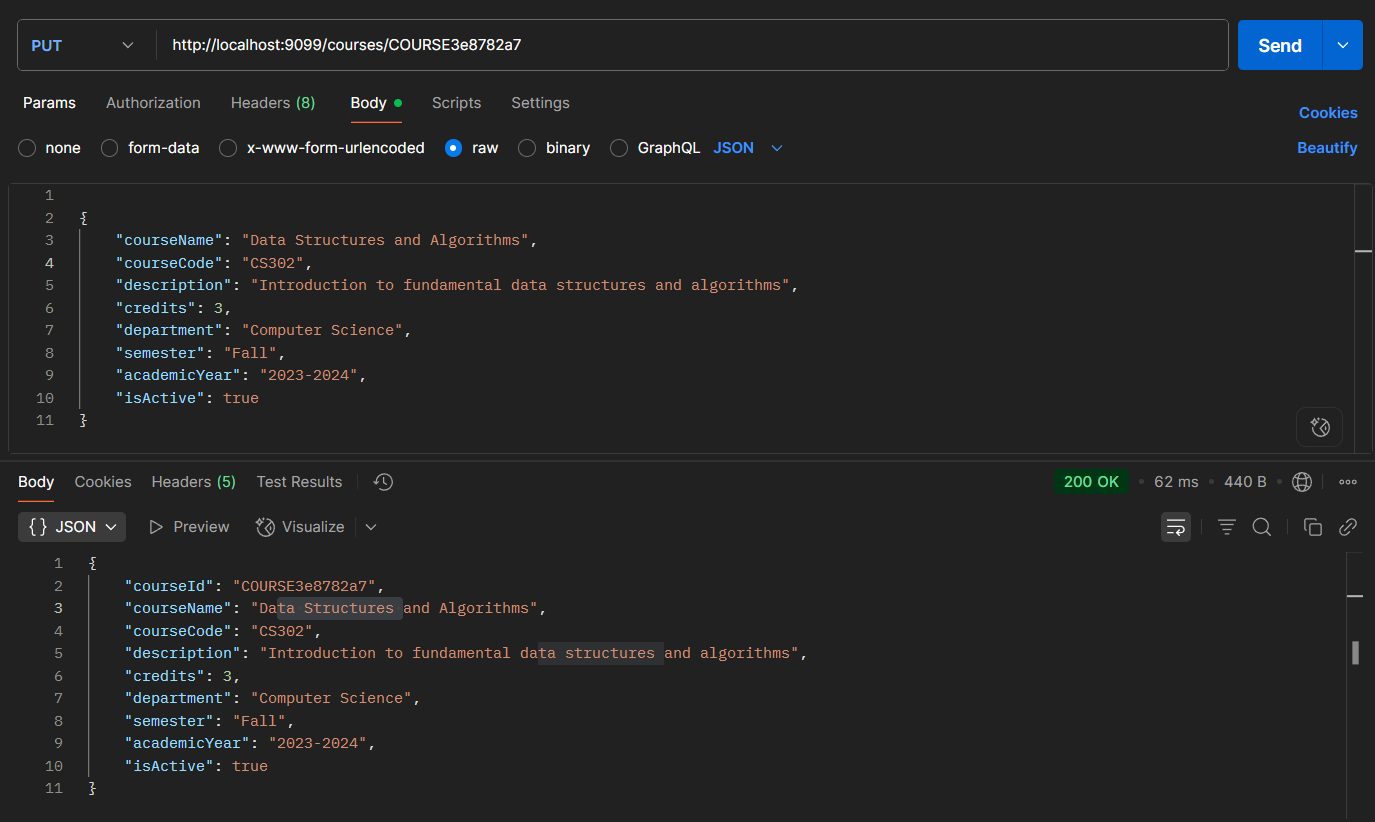 PUT http://localhost:9099/courses/COURSE3e8782a7 Send
Params Authorization Headers (8) Body Scripts Settings Cookies
none form-data x-www-form-urlencoded raw binary GraphQL JSON Beautify
1
2 {
3 "courseName": "Data Structures and Algorithms",
4 "courseCode": "CS302",
5 "description": "Introduction to fundamental data structures and algorithms",
6 "credits": 3,
7 "department": "Computer Science",
8 "semester": "Fall",
9 "academicYear": "2023-2024",
10 "isActive": true
11 }
Body Cookies Headers (5) Test Results 200 OK • 62 ms • 440 B •
{} JSON Preview Visualize
1 {
2 "courseId": "COURSE3e8782a7",
3 "courseName": "Data Structures and Algorithms",
4 "courseCode": "CS302",
5 "description": "Introduction to fundamental data structures and algorithms",
6 "credits": 3,
7 "department": "Computer Science",
8 "semester": "Fall",
9 "academicYear": "2023-2024",
10 "isActive": true
11 }